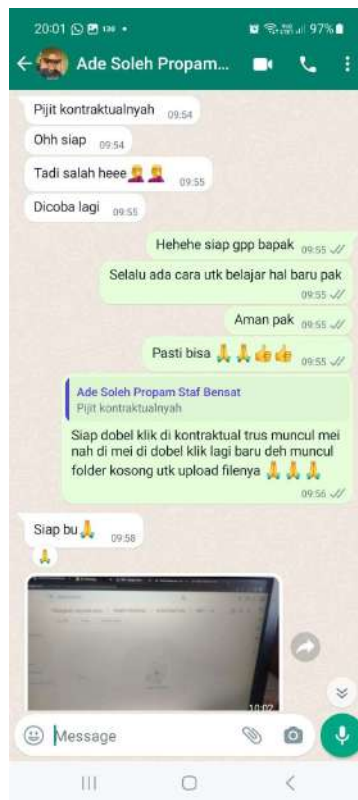 20:01
97%
Ade Soleh Propam...
Pijit kontraktualnyah 09.54
Ohh siap 09.54
Tadi salah heee 09.55
Dicoba lagi 09.55
Hehehe siap gpp bapak 09.55
Selalu ada cara utk belajar hal baru pak
09.55
Aman pak 09.55
Pasti bisa 09.55
Ade Soleh Propam Staf Bensat
Pijit kontraktualnyah
Siap dobel klik di kontraktual trus muncul mei
nah di mei di dobel klik lagi baru deh muncul
folder kosong utk upload filenya
09.56
Siap bu 09.58
10:02
Message